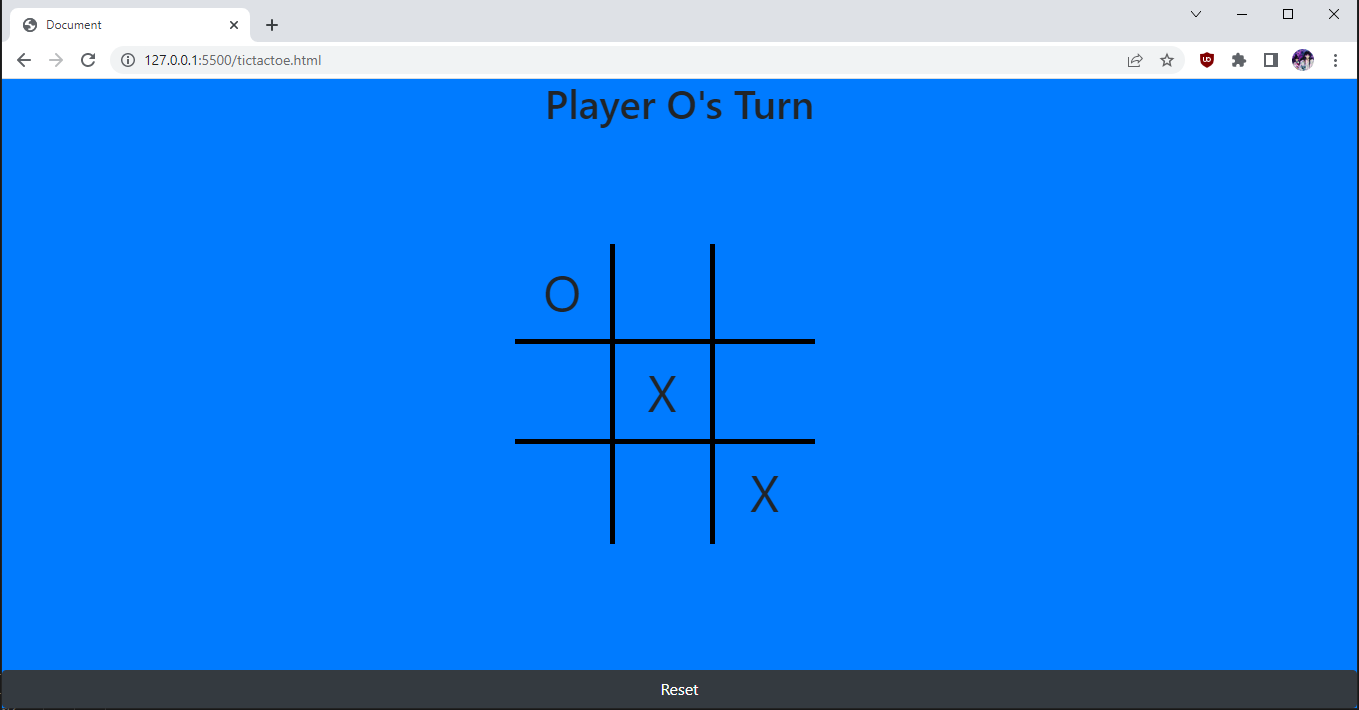 Document
127.0.0.1:5500/tictactoe.html
Player O's Turn
O
X
X
Reset